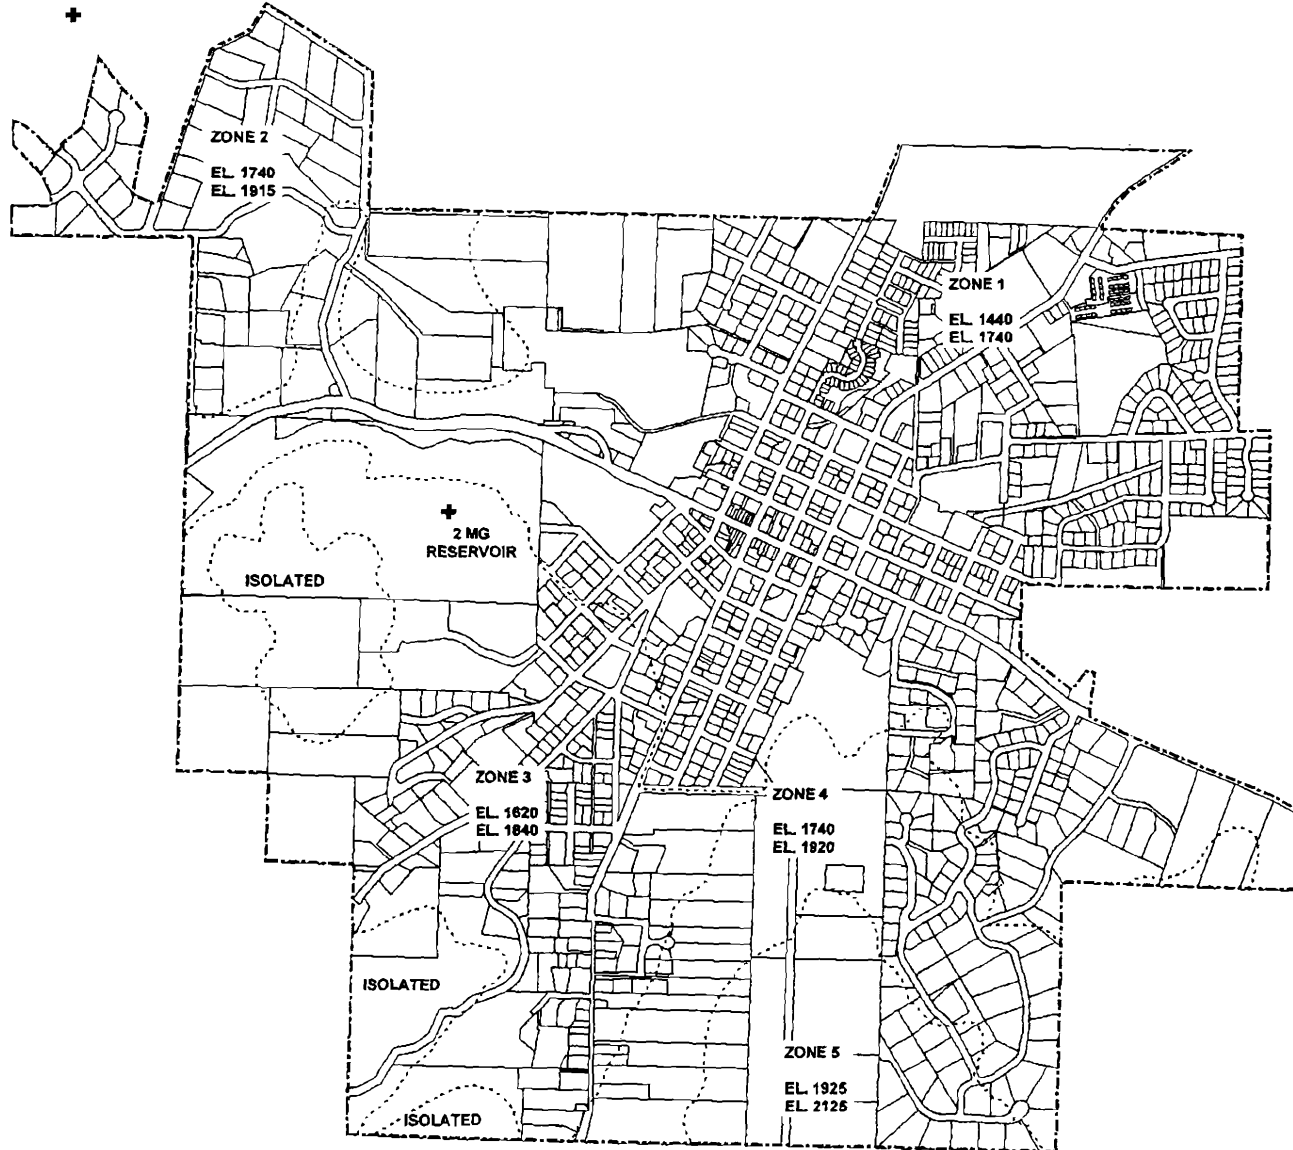 ZONE 2
EL. 1740
EL. 1915
ZONE 1
EL. 1440
EL. 1740
2 MG
RESERVOIR
ISOLATED
ZONE 3
EL. 1620
EL. 1840
ZONE 4
EL. 1740
EL. 1920
ISOLATED
ZONE 5
EL. 1925
EL. 2125
ISOLATED